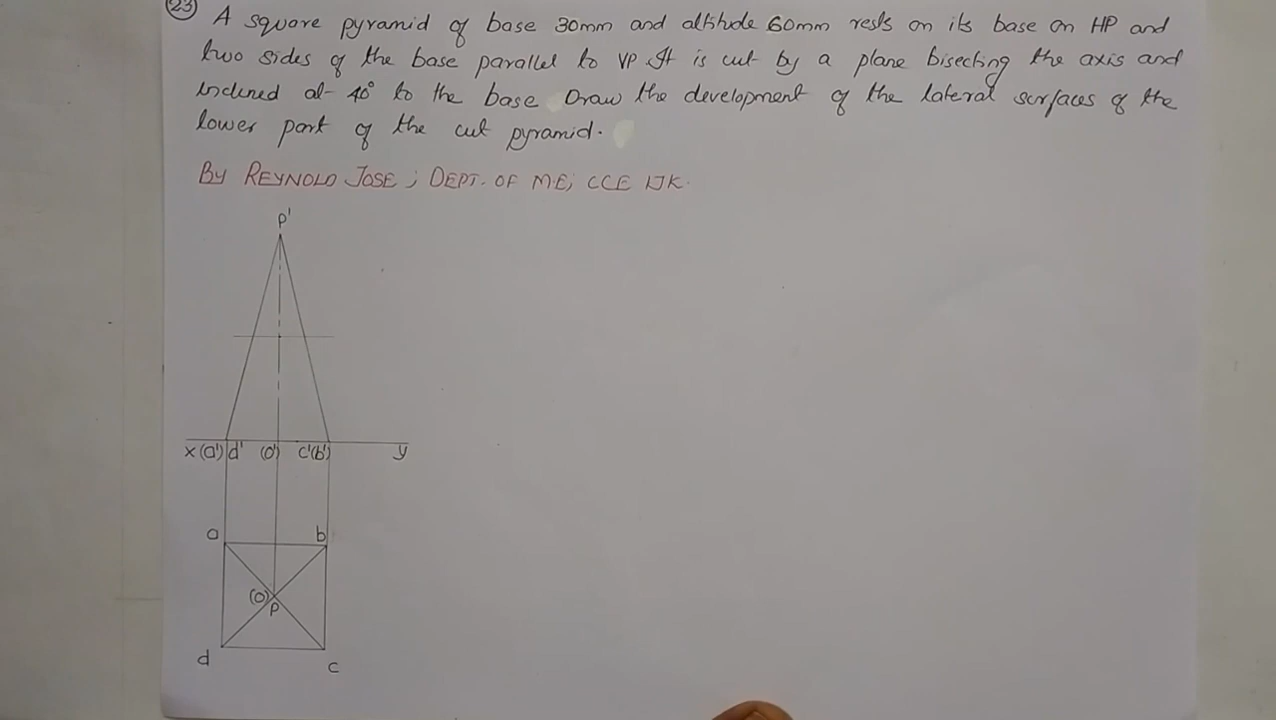 23
A square pyramid of base 30mm and altitude 60mm rests on its base on HP and
two sides of the base parallel to VP. It is cut by a plane bisecting the axis and
inclined at 40° to the base Draw the development of the lateral surfaces of the
lower part of the cut pyramid.
By REYNOLD JOSE ; DEPT. OF M.E; CCE IJK.
p'
x (a') d' (o') c'(b') y
a b
(o) p
d c